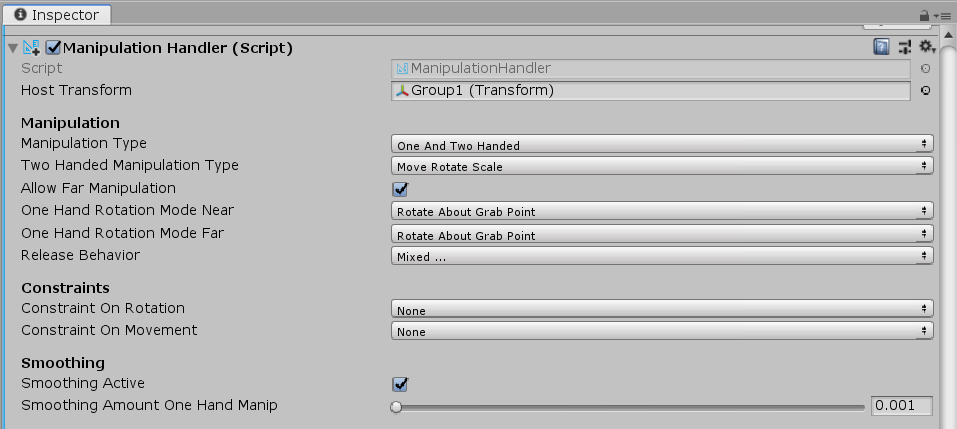 Inspector
Manipulation Handler (Script)
Script ManipulationHandler
Host Transform Group1 (Transform)
Manipulation
Manipulation Type One And Two Handed
Two Handed Manipulation Type Move Rotate Scale
Allow Far Manipulation
One Hand Rotation Mode Near Rotate About Grab Point
One Hand Rotation Mode Far Rotate About Grab Point
Release Behavior Mixed ...
Constraints
Constraint On Rotation None
Constraint On Movement None
Smoothing
Smoothing Active
Smoothing Amount One Hand Manip 0.001